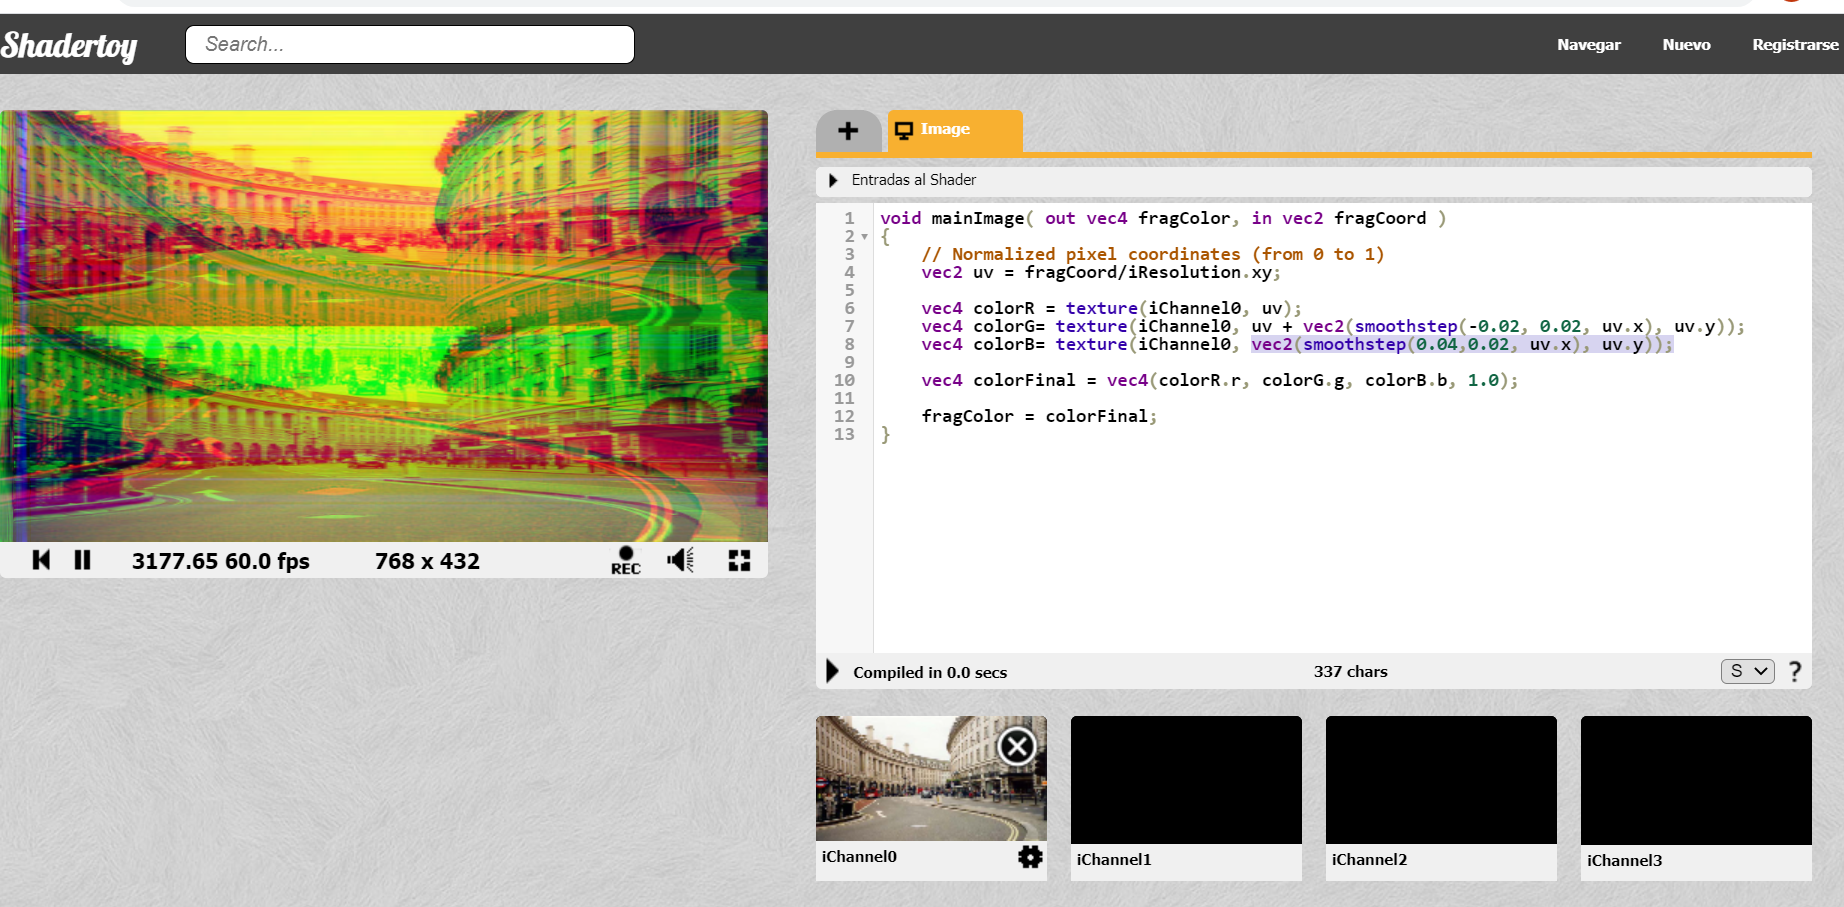 Shadertoy
Search...
Navegar
Nuevo
Registrarse
Image
Entradas al Shader
1 void mainImage( out vec4 fragColor, in vec2 fragCoord )
2 {
3 // Normalized pixel coordinates (from 0 to 1)
4 vec2 uv = fragCoord/iResolution.xy;
5
6 vec4 colorR = texture(iChannel0, uv);
7 vec4 colorG= texture(iChannel0, uv + vec2(smoothstep(-0.02, 0.02, uv.x), uv.y));
8 vec4 colorB= texture(iChannel0, vec2(smoothstep(0.04,0.02, uv.x), uv.y));
9
10 vec4 colorFinal = vec4(colorR.r, colorG.g, colorB.b, 1.0);
11
12 fragColor = colorFinal;
13 }
3177.65 60.0 fps
768 x 432
REC
Compiled in 0.0 secs
337 chars
S
?
iChannel0
iChannel1
iChannel2
iChannel3